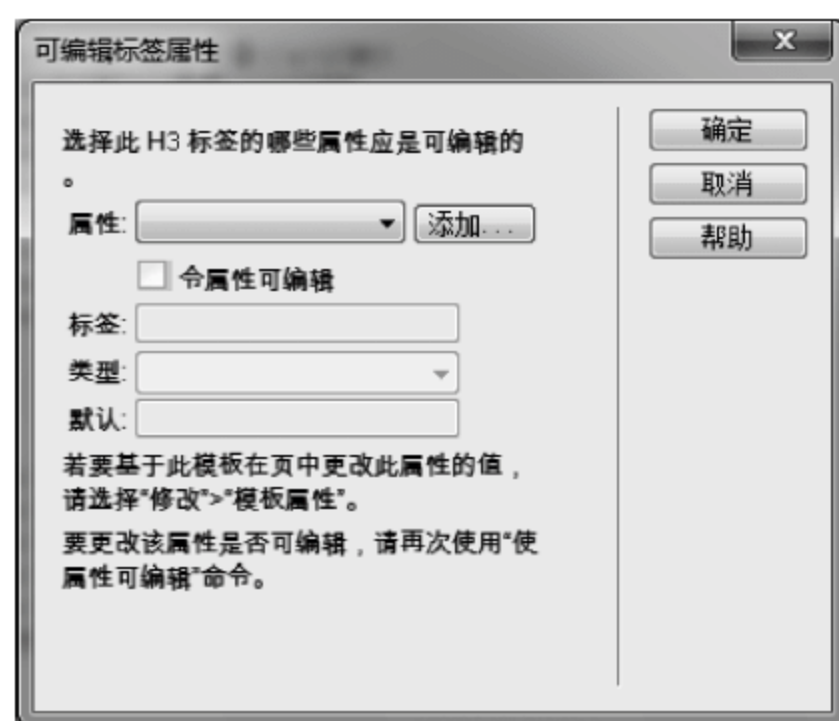 可编辑标签属性
选择此 H3 标签的哪些属性应是可编辑的
。
属性:
添加...
令属性可编辑
标签:
类型:
默认:
若要基于此模板在页中更改此属性的值，
请选择“修改”>“模板属性”。
要更改该属性是否可编辑，请再次使用“使
属性可编辑”命令。
确定
取消
帮助